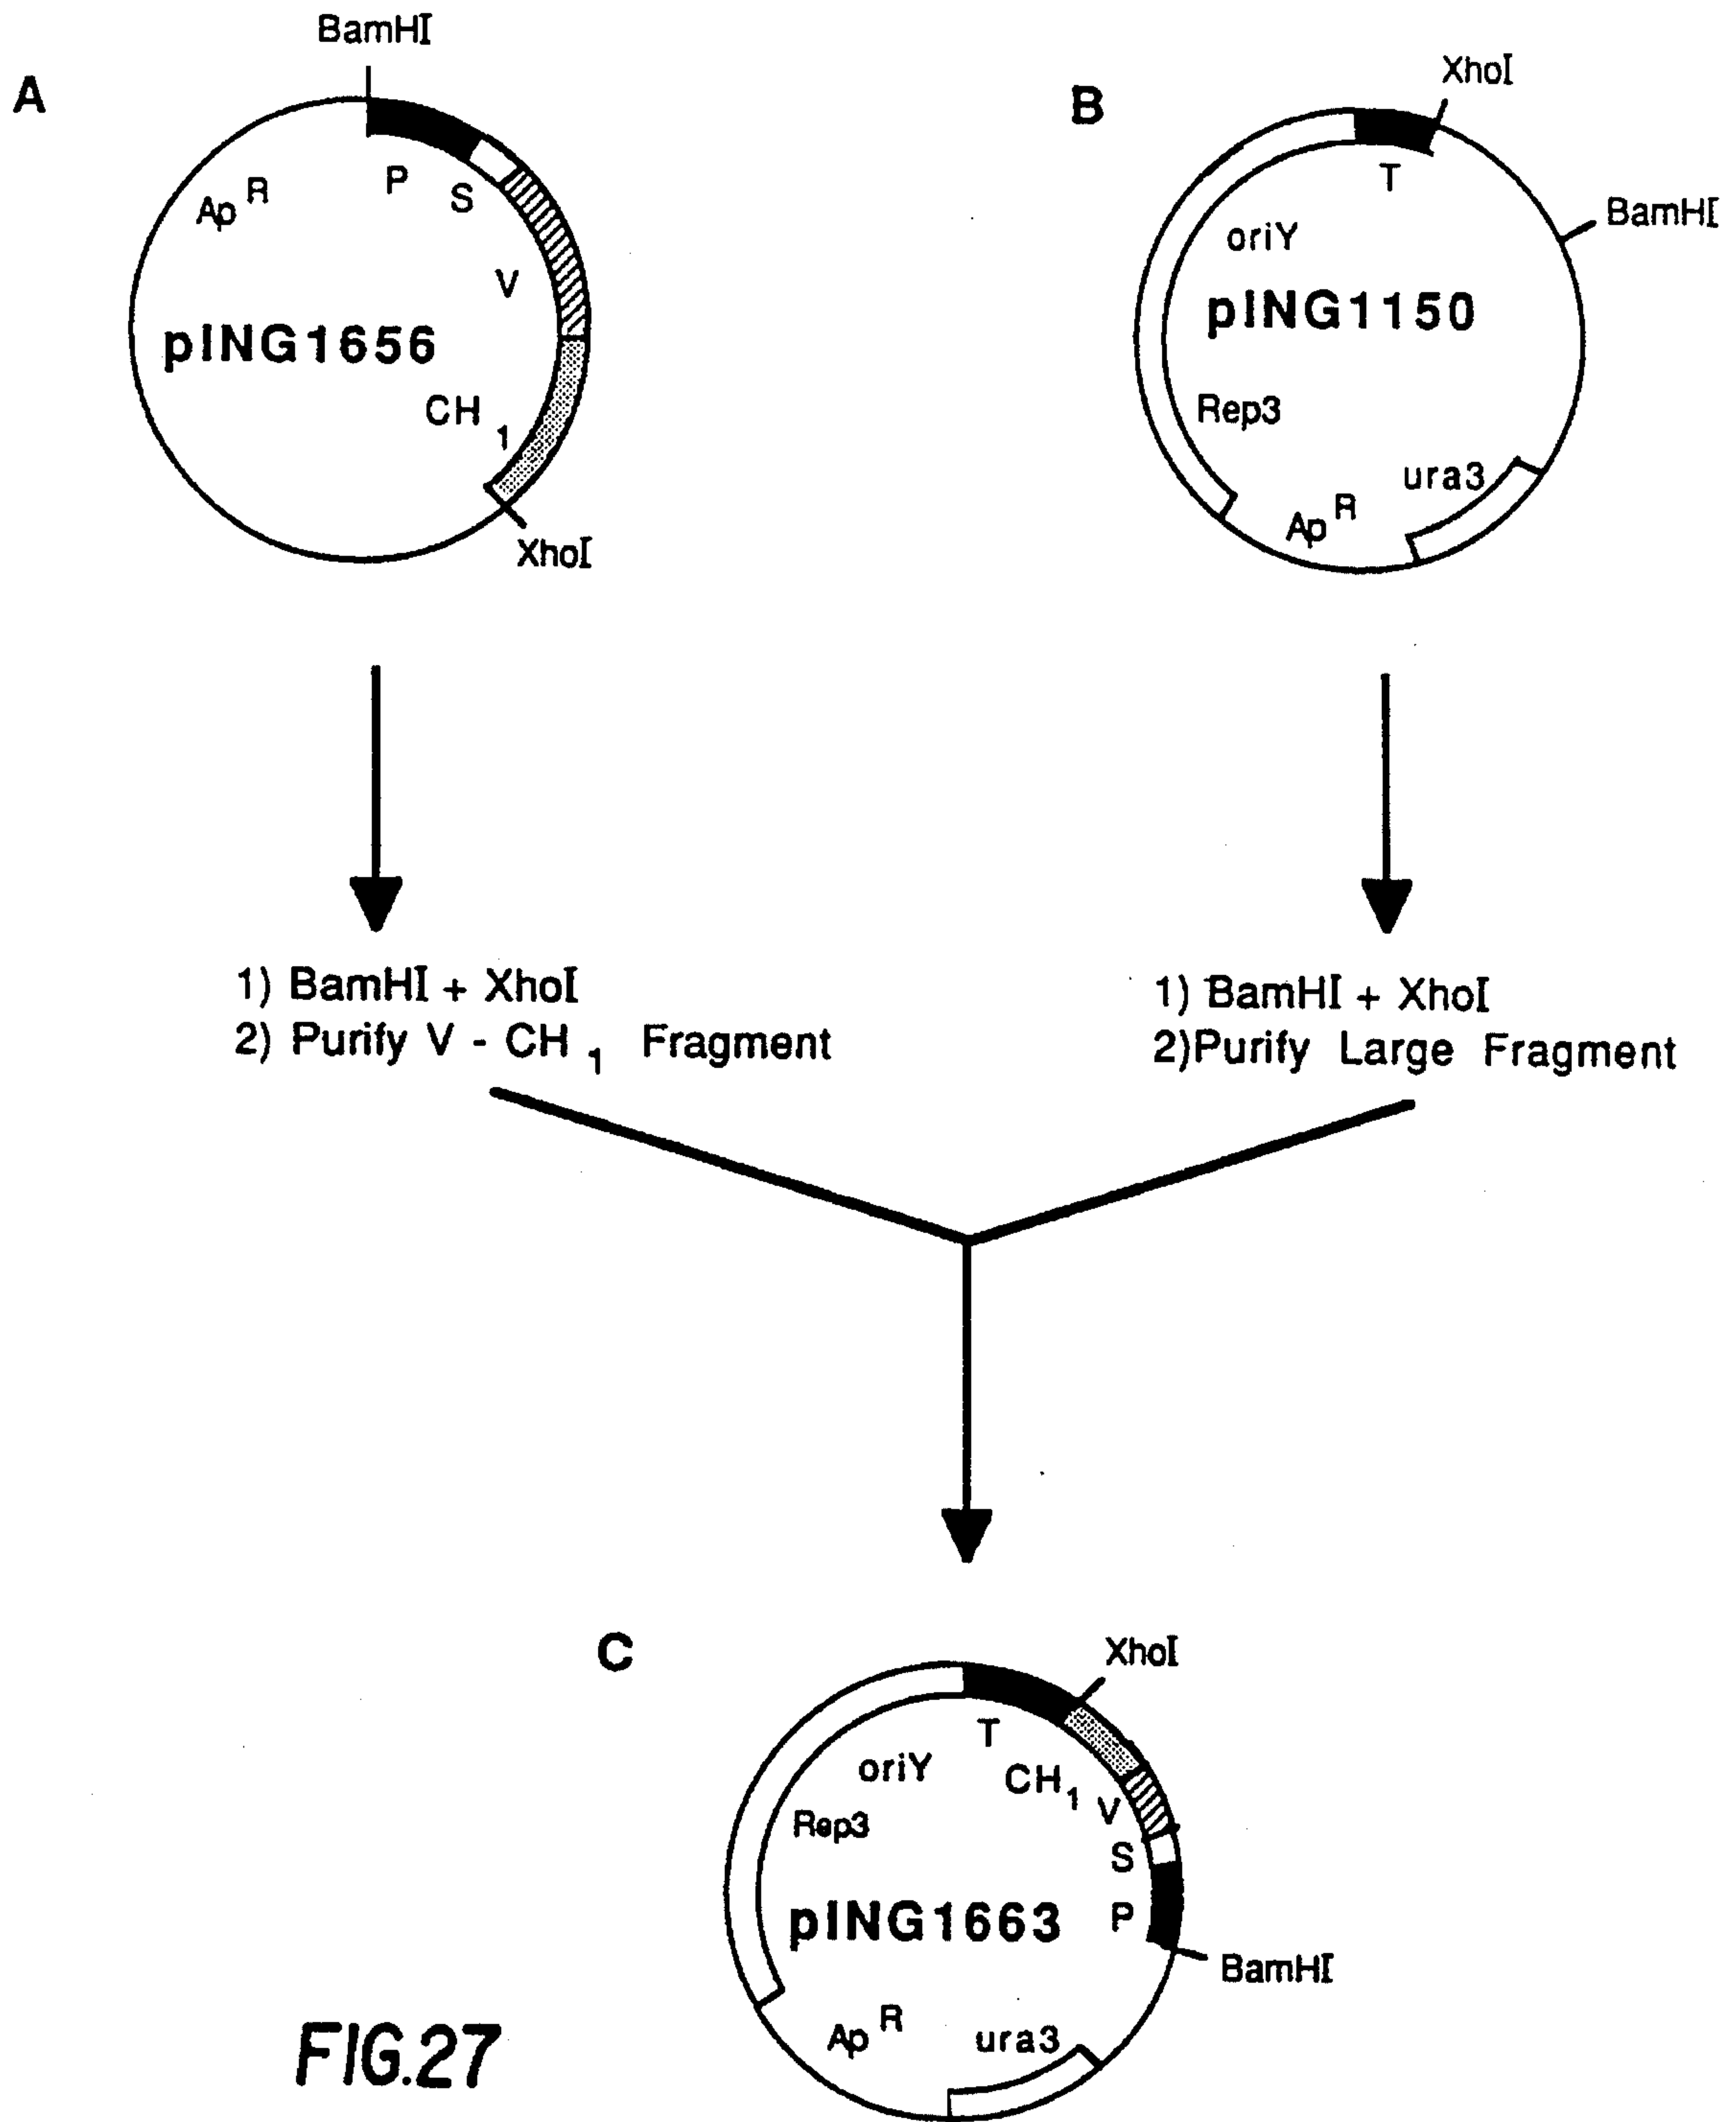 BamHI
A
Ap R
P
S
V
pING1656
CH 1
XhoI
XhoI
B
T
BamHI
oriY
pING1150
Rep3
ura3
Ap R
1) BamHI + XhoI
2) Purify V - CH 1 Fragment
1) BamHI + XhoI
2)Purify Large Fragment
C
XhoI
T
oriY
CH 1
V
Rep3
S
pING1663
P
BamHI
Ap R
ura3
FIG.27